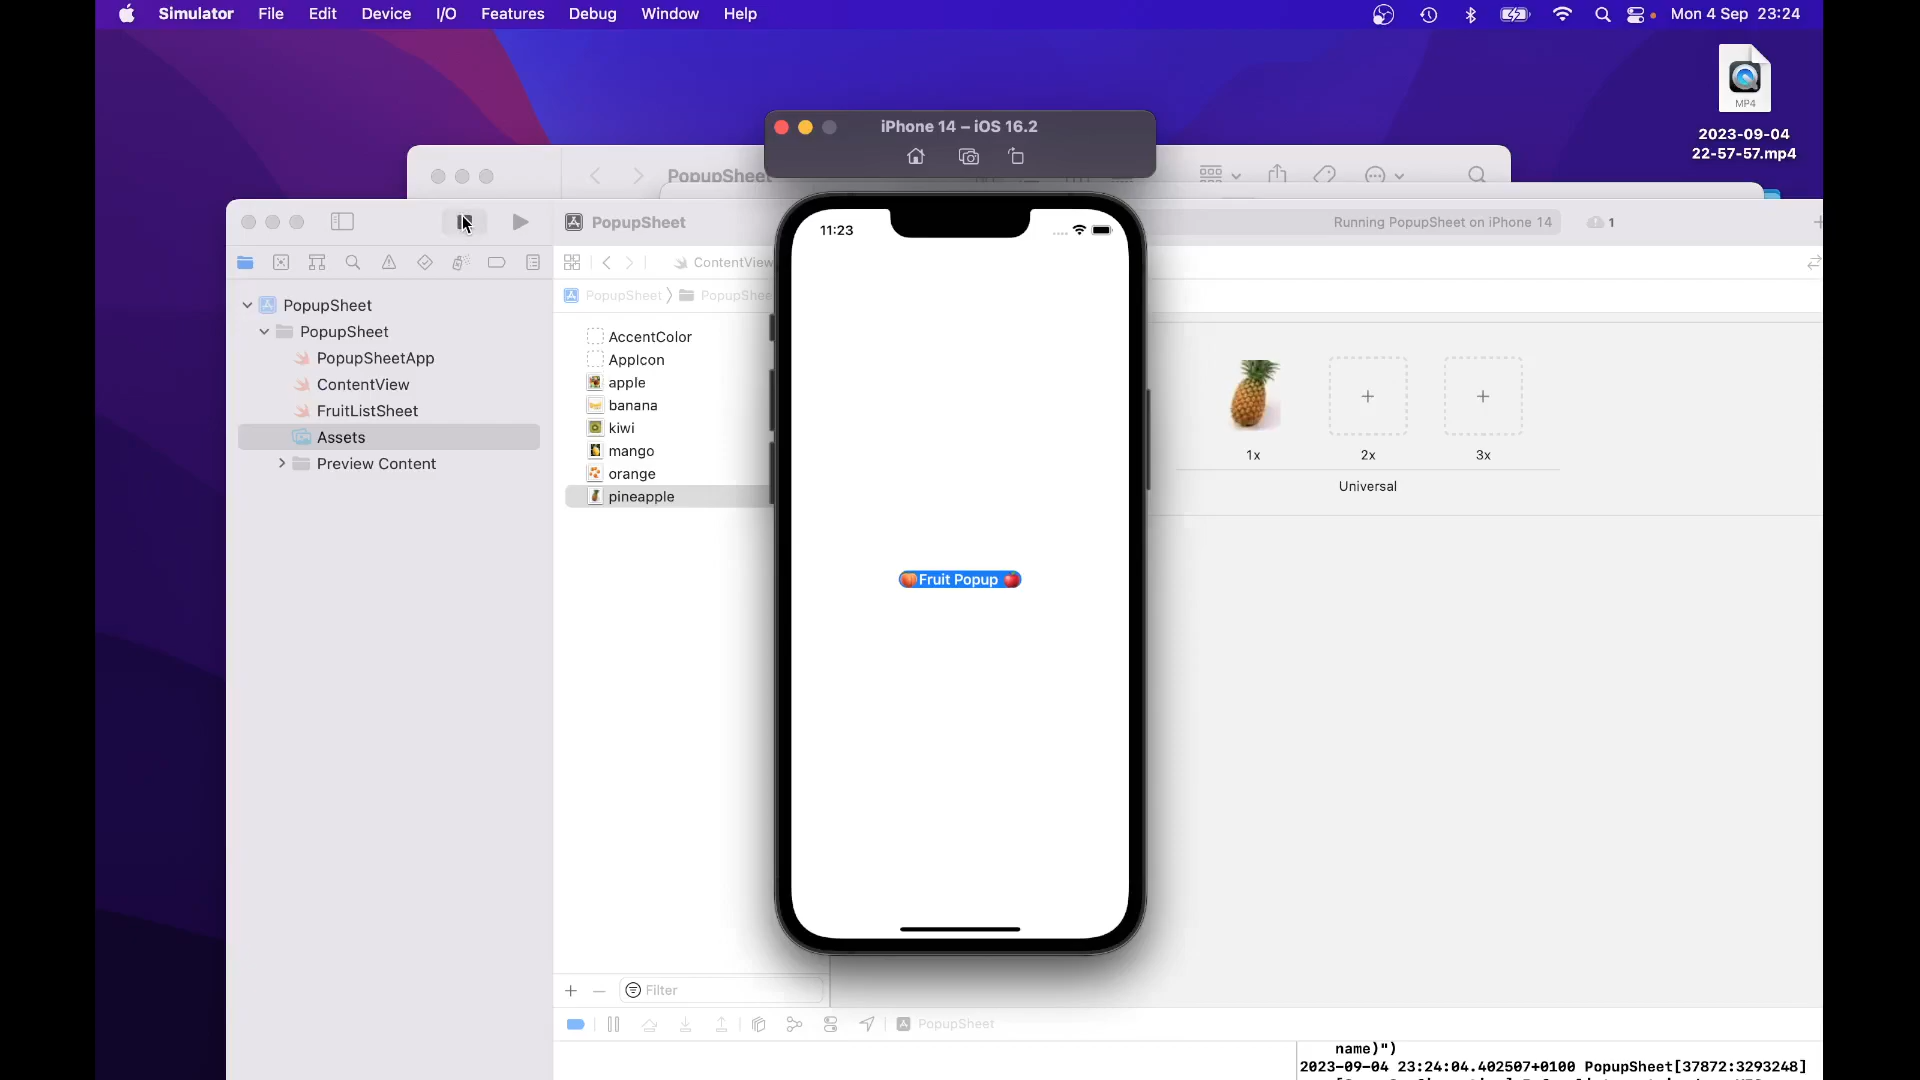 Simulator File Edit Device I/O Features Debug Window Help
Mon 4 Sep 23:24
MP4
2023-09-04
22-57-57.mp4
iPhone 14 – iOS 16.2
PopupSheet
PopupSheet
Running PopupSheet on iPhone 14
1
ContentView
PopupSheet
PopupShee
PopupSheet
PopupSheet
PopupSheetApp
ContentView
FruitListSheet
Assets
Preview Content
AccentColor
AppIcon
apple
banana
kiwi
mango
orange
pineapple
11:23
🍑Fruit Popup 🍎
1x
2x
3x
Universal
Filter
PopupSheet
name)")
2023-09-04 23:24:04.402507+0100 PopupSheet[37872:3293248]